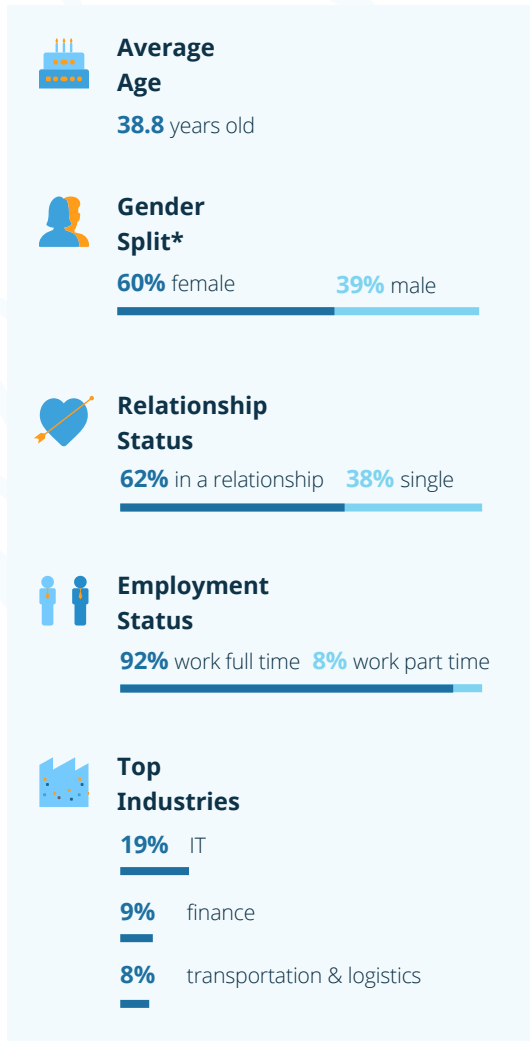 Average
Age
38.8 years old
Gender
Split*
60% female 39% male
Relationship
Status
62% in a relationship 38% single
Employment
Status
92% work full time 8% work part time
Top
Industries
19% IT
9% finance
8% transportation & logistics